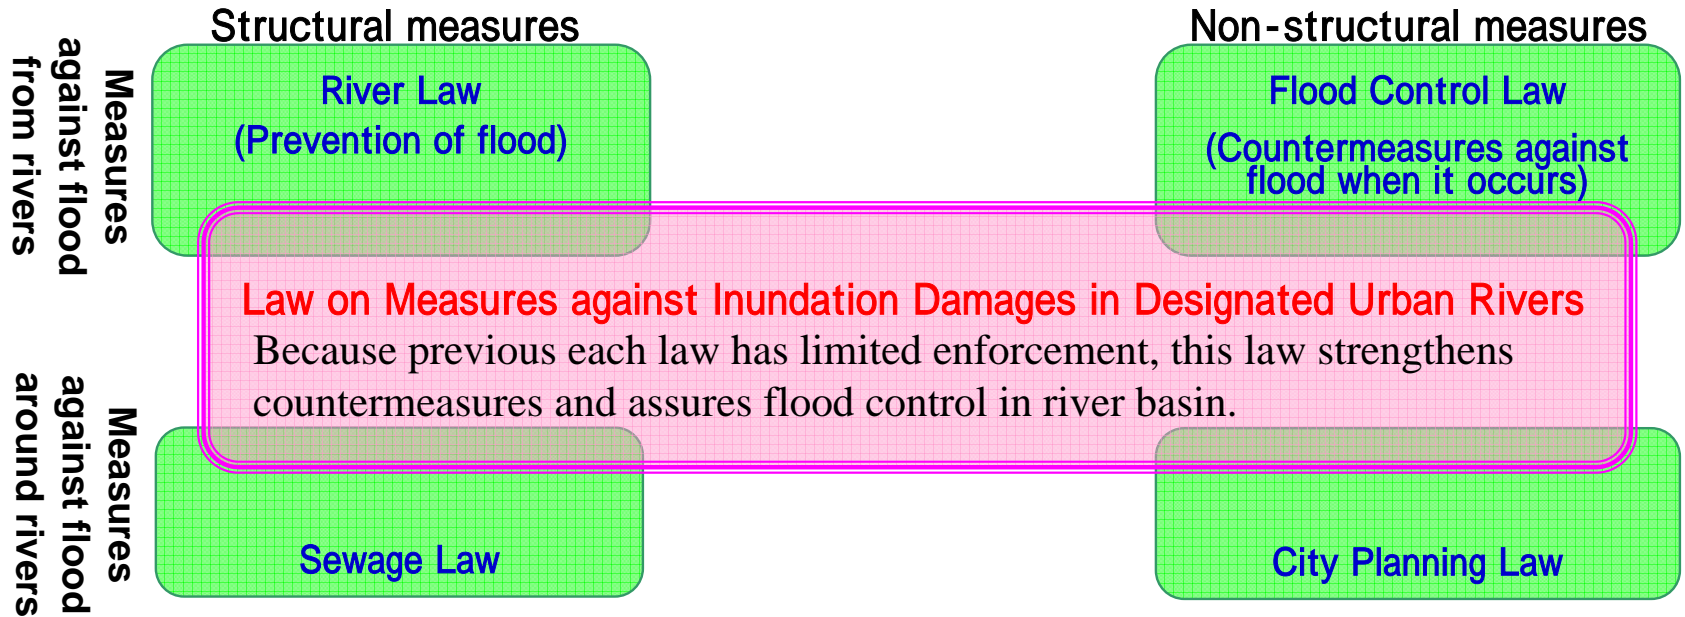 Structural measures
Non-structural measures
Measures
against flood
from rivers
River Law
(Prevention of flood)
Flood Control Law
(Countermeasures against
flood when it occurs)
Law on Measures against Inundation Damages in Designated Urban Rivers
Because previous each law has limited enforcement, this law strengthens
countermeasures and assures flood control in river basin.
Measures
against flood
around rivers
Sewage Law
City Planning Law